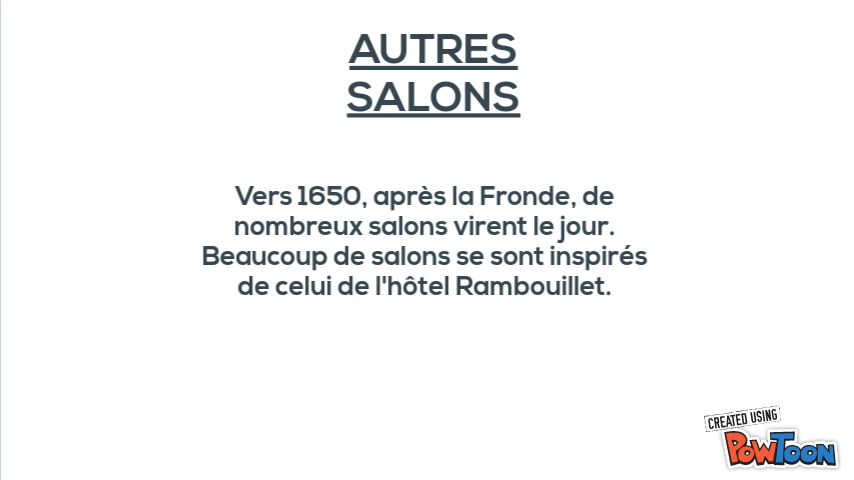 AUTRES
SALONS
Vers 1650, après la Fronde, de
nombreux salons virent le jour.
Beaucoup de salons se sont inspirés
de celui de l'hôtel Rambouillet.
CREATED USING
POWTOON